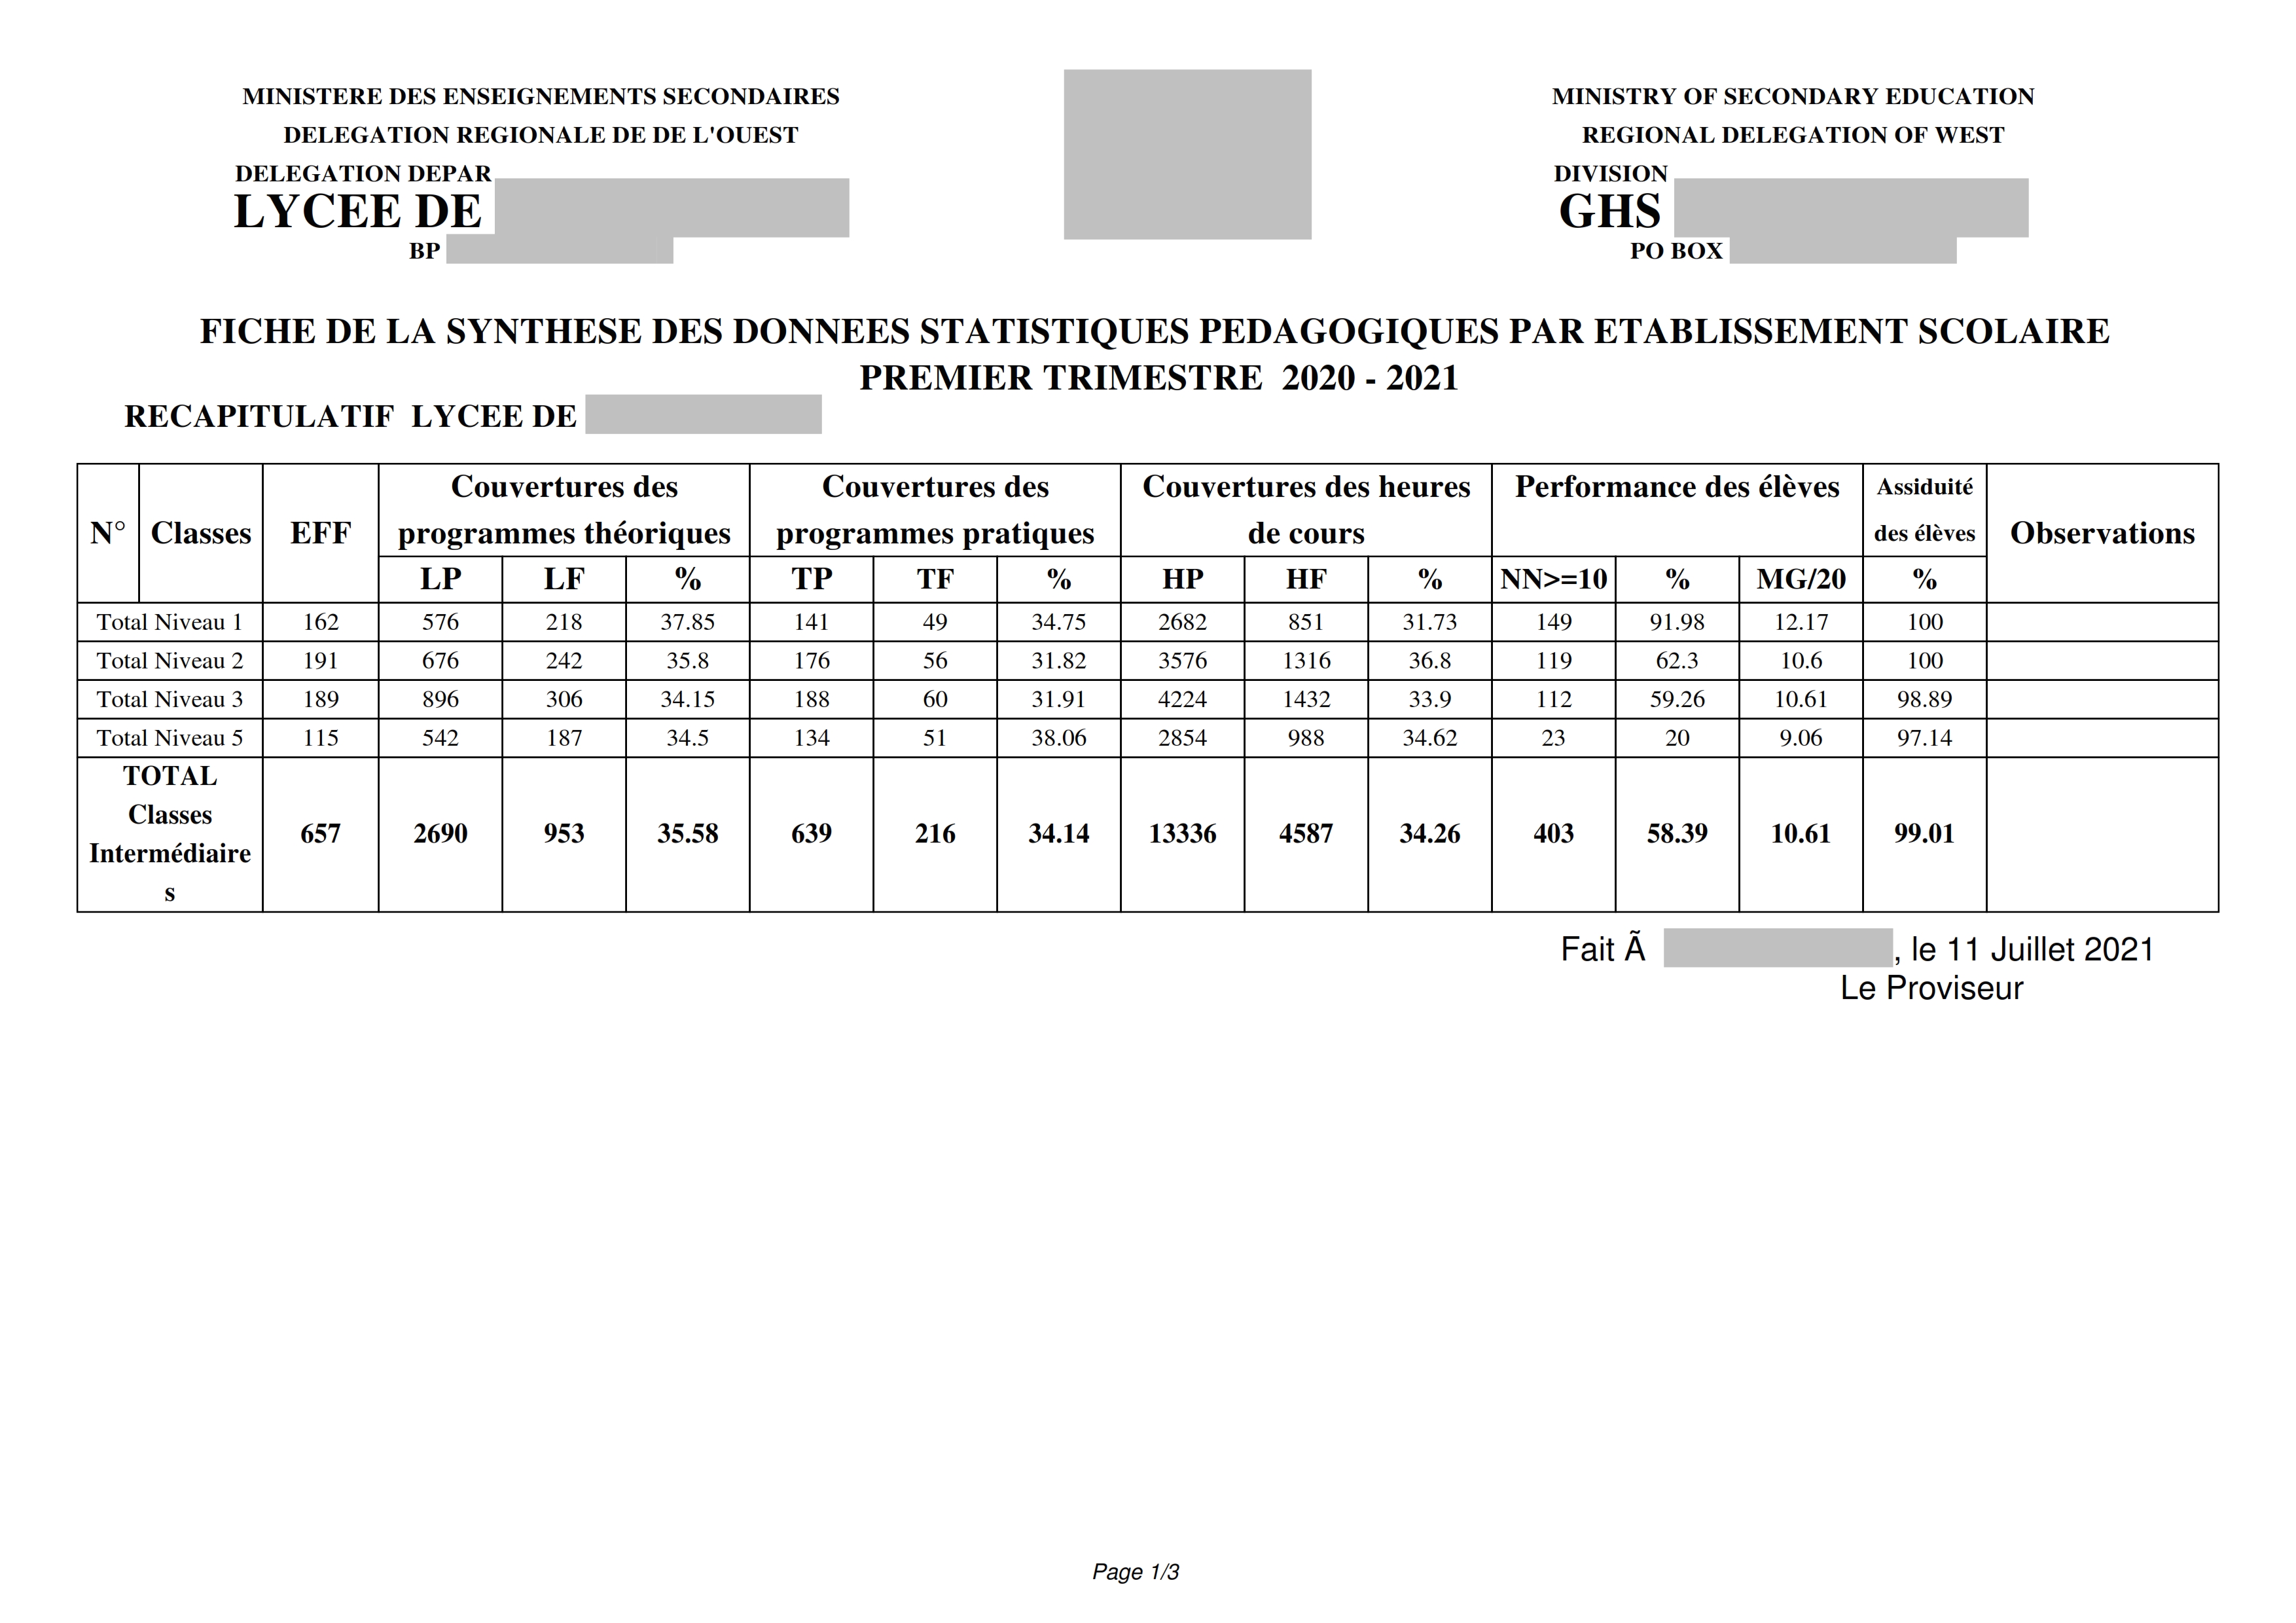 MINISTERE DES ENSEIGNEMENTS SECONDAIRES
DELEGATION REGIONALE DE DE L'OUEST
DELEGATION DEPAR
LYCEE DE
BP
MINISTRY OF SECONDARY EDUCATION
REGIONAL DELEGATION OF WEST
DIVISION
GHS
PO BOX
FICHE DE LA SYNTHESE DES DONNEES STATISTIQUES PEDAGOGIQUES PAR ETABLISSEMENT SCOLAIRE
PREMIER TRIMESTRE 2020 - 2021
RECAPITULATIF LYCEE DE
N° Classes EFF Couvertures des programmes théoriques Couvertures des programmes pratiques Couvertures des heures de cours Performance des élèves Assiduité des élèves Observations
LP LF % TP TF % HP HF % NN>=10 % MG/20 %
Total Niveau 1 162 576 218 37.85 141 49 34.75 2682 851 31.73 149 91.98 12.17 100
Total Niveau 2 191 676 242 35.8 176 56 31.82 3576 1316 36.8 119 62.3 10.6 100
Total Niveau 3 189 896 306 34.15 188 60 31.91 4224 1432 33.9 112 59.26 10.61 98.89
Total Niveau 5 115 542 187 34.5 134 51 38.06 2854 988 34.62 23 20 9.06 97.14
TOTAL
Classes
Intermédiaire
s
657 2690 953 35.58 639 216 34.14 13336 4587 34.26 403 58.39 10.61 99.01
Fait Ã , le 11 Juillet 2021
Le Proviseur
Page 1/3